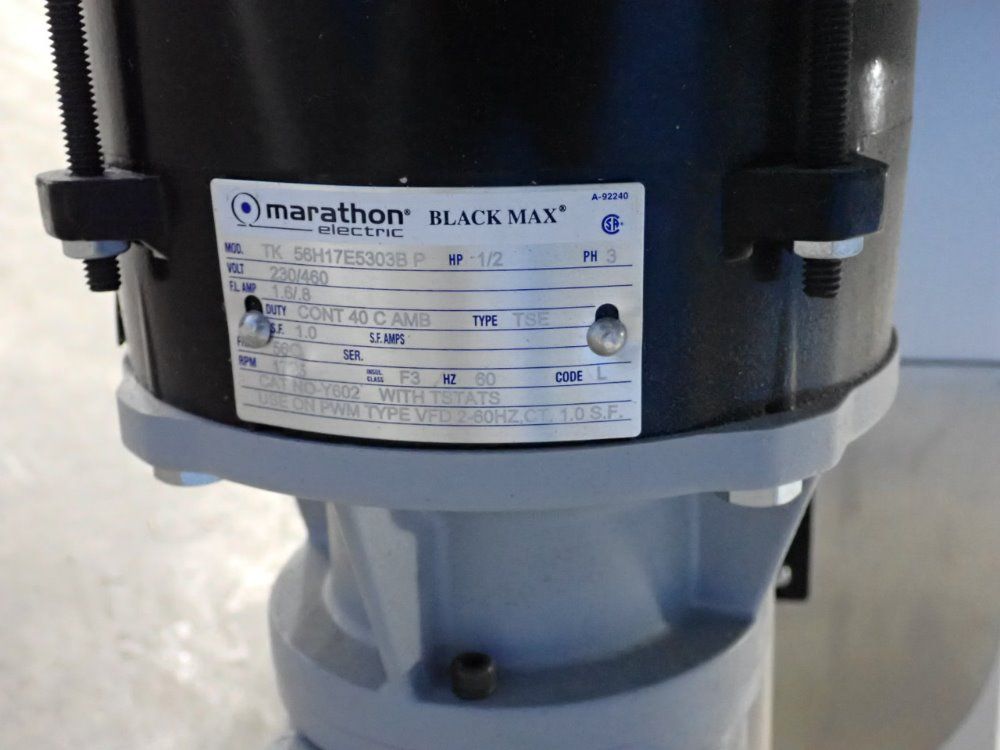 A-92240
marathon® BLACK MAX®
electric
MOD. TK 56H17E5303B P HP 1/2 PH 3
VOLT 230/460
F.L. AMP 1.6/.8
DUTY CONT 40 C AMB TYPE TSE
S.F. 1.0 S.F. AMPS
SER.
RPM INSUL CLASS F3 HZ 60 CODE L
CAT NO-Y602 WITH TSTATS
USE ON PWM TYPE VFD 2-60HZ,CT, 1.0 S.F.